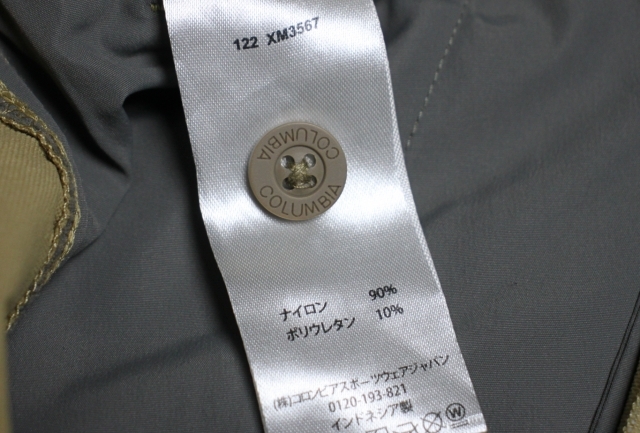 122 XM3567
COLUMBIA
COLUMBIA
ナイロン 90%
ポリウレタン 10%
(株)コロンビアスポーツウェアジャパン
0120-193-821
インドネシア製
W